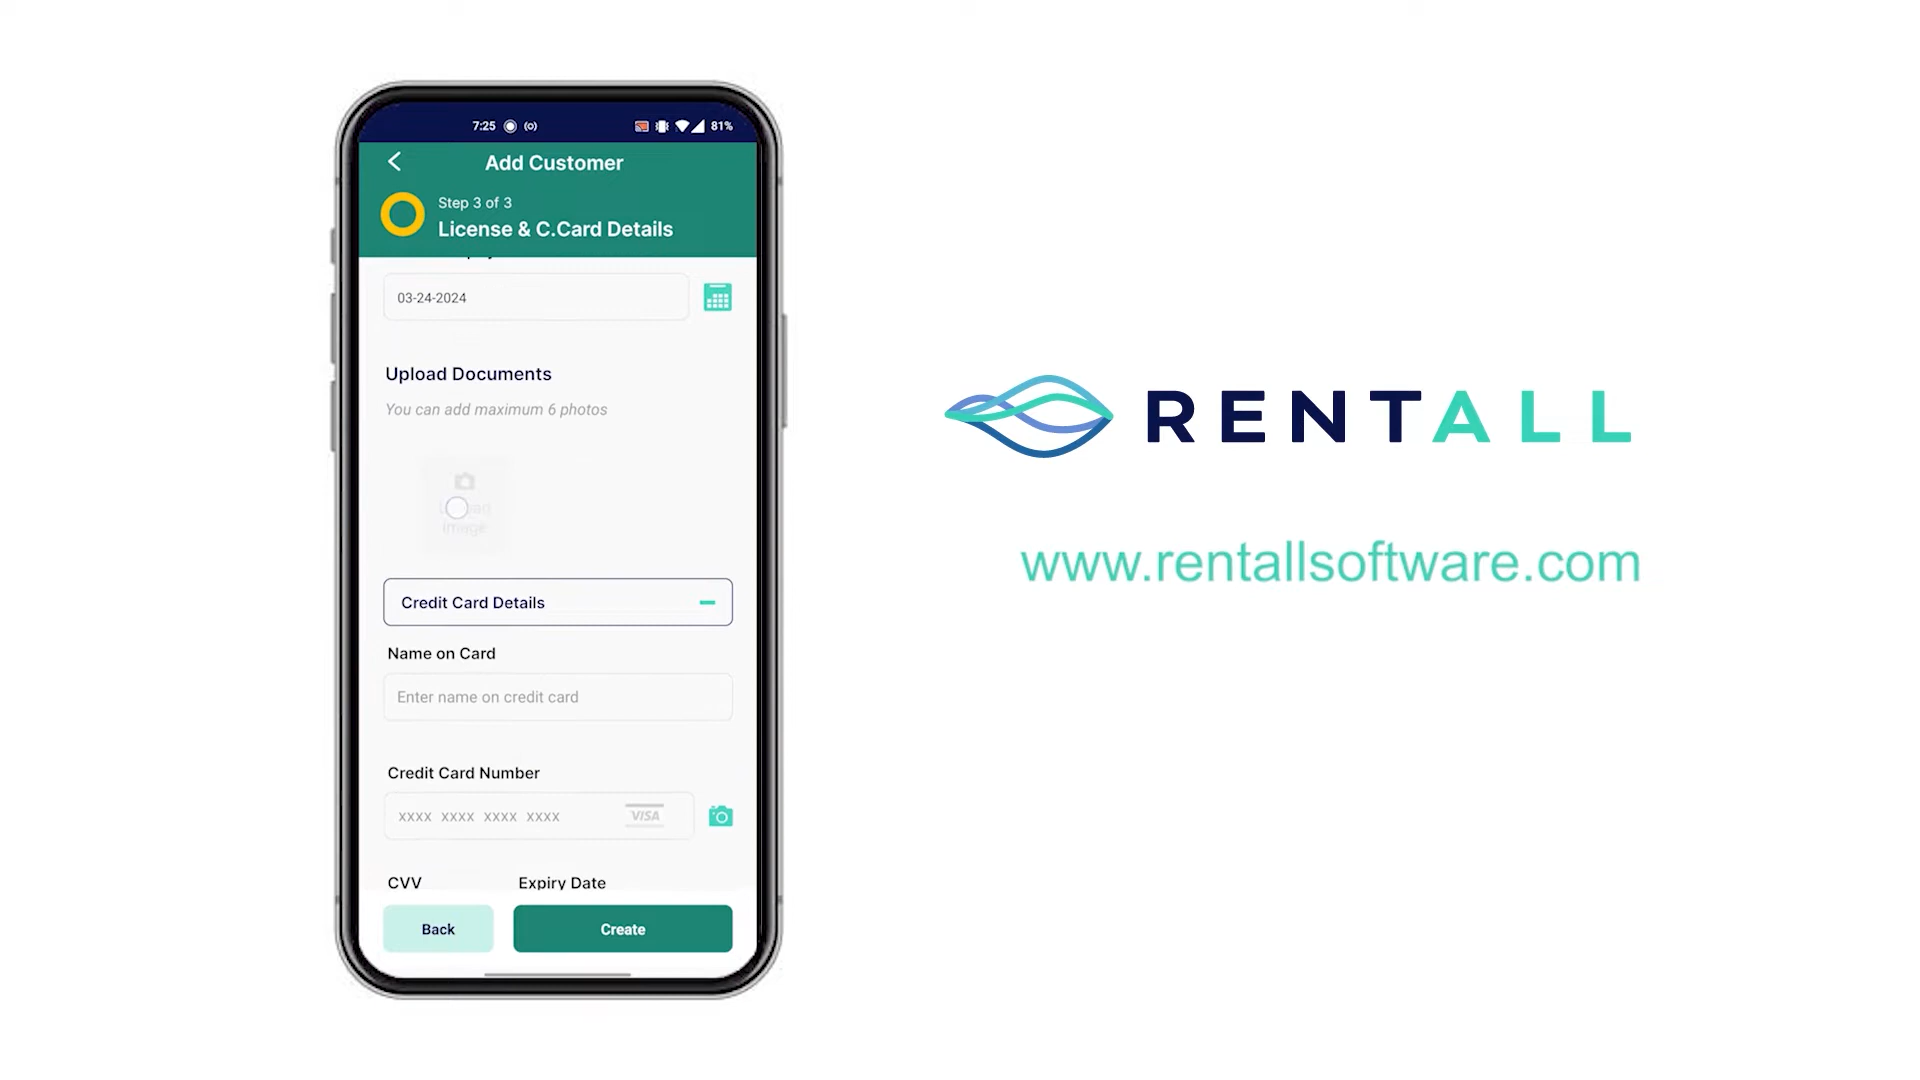 7:25
81%
Add Customer
Step 3 of 3
License & C.Card Details
03-24-2024
Upload Documents
You can add maximum 6 photos
image
Credit Card Details
Name on Card
Enter name on credit card
Credit Card Number
XXXX XXXX XXXX XXXX
VISA
CVV
Expiry Date
Back
Create
RENTALL
www.rentallsoftware.com